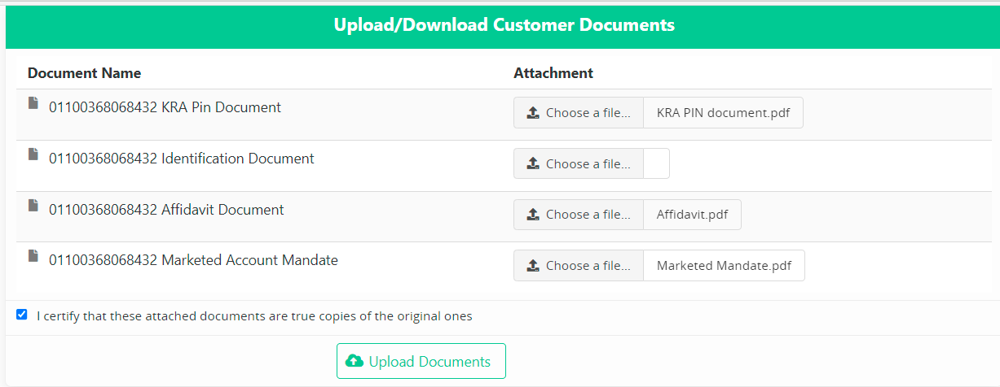 Upload/Download Customer Documents
Document Name Attachment
01100368068432 KRA Pin Document Choose a file... KRA PIN document.pdf
01100368068432 Identification Document Choose a file...
01100368068432 Affidavit Document Choose a file... Affidavit.pdf
01100368068432 Marketed Account Mandate Choose a file... Marketed Mandate.pdf
I certify that these attached documents are true copies of the original ones
Upload Documents